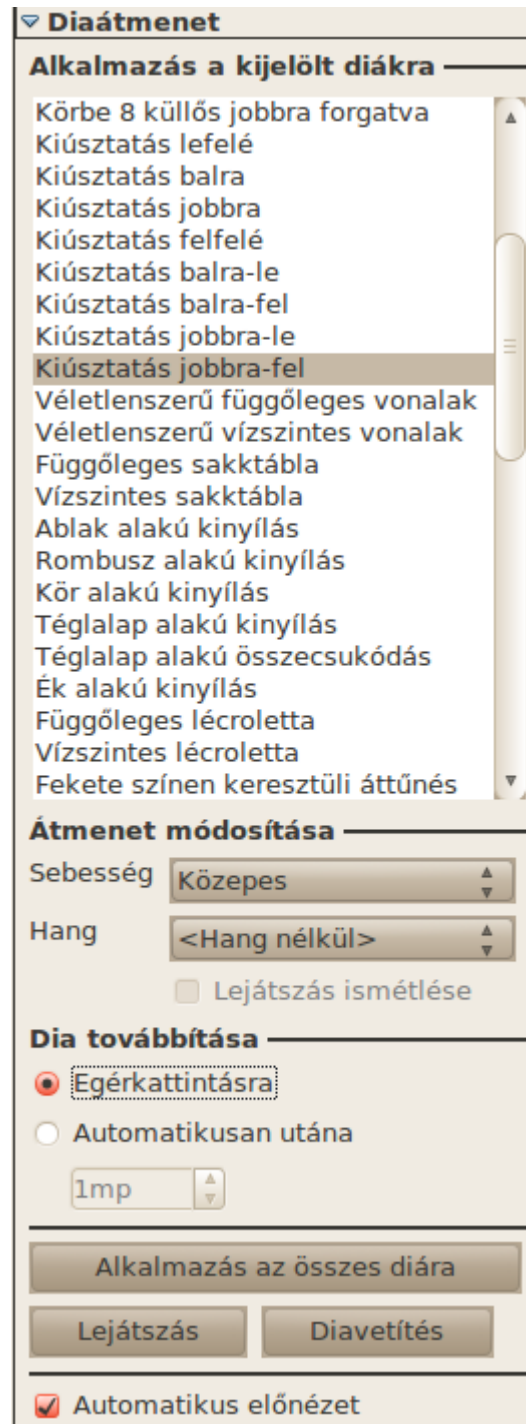 Diaátmenet
Alkalmazás a kijelölt diákra
Körbe 8 küllős jobbra forgatva
Kiúsztatás lefelé
Kiúsztatás balra
Kiúsztatás jobbra
Kiúsztatás felfelé
Kiúsztatás balra-le
Kiúsztatás balra-fel
Kiúsztatás jobbra-le
Kiúsztatás jobbra-fel
Véletlenszerű függőleges vonalak
Véletlenszerű vízszintes vonalak
Függőleges sakktábla
Vízszintes sakktábla
Ablak alakú kinyílás
Rombusz alakú kinyílás
Kör alakú kinyílás
Téglalap alakú kinyílás
Téglalap alakú összecsukódás
Ék alakú kinyílás
Függőleges lécroletta
Vízszintes lécroletta
Fekete színen keresztüli áttűnés
Átmenet módosítása
Sebesség Közepes
Hang <Hang nélkül>
Lejátszás ismétlése
Dia továbbítása
Egérkattintásra
Automatikusan utána
1mp
Alkalmazás az összes diára
Lejátszás Diavetítés
Automatikus előnézet